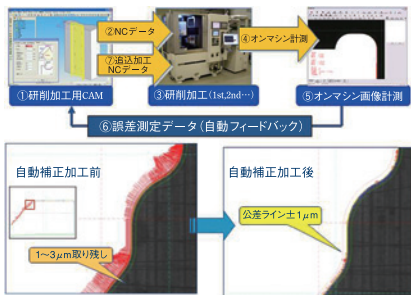 ②NCデータ
⑦追込加工
NCデータ
④オンマシン計測
①研削加工用CAM
③研削加工(1st,2nd…)
⑤オンマシン画像計測
⑥誤差測定データ(自動フィードバック)
自動補正加工前
自動補正加工後
公差ライン±1μm
1〜3μm取り残し